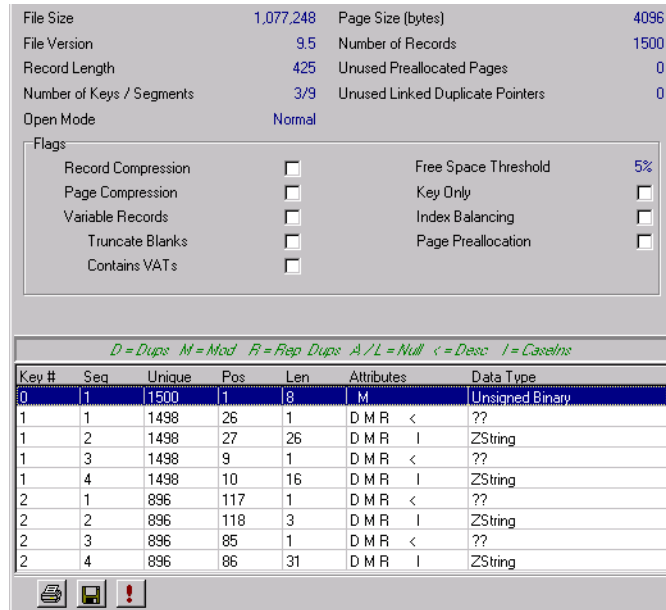 File Size 1,077,248 Page Size (bytes) 4096
File Version 9.5 Number of Records 1500
Record Length 425 Unused Preallocated Pages 0
Number of Keys / Segments 3/9 Unused Linked Duplicate Pointers 0
Open Mode Normal
Flags
Record Compression Free Space Threshold 5%
Page Compression Key Only
Variable Records Index Balancing
Truncate Blanks Page Preallocation
Contains VATs
D = Dups M = Mod R = Rep Dups A / L = Null < = Desc I = CaseIns
Key # Seg Unique Pos Len Attributes Data Type
0 1 1500 1 8 M Unsigned Binary
1 1 1498 26 1 D M R < ??
1 2 1498 27 26 D M R I ZString
1 3 1498 9 1 D M R < ??
1 4 1498 10 16 D M R I ZString
2 1 896 117 1 D M R < ??
2 2 896 118 3 D M R I ZString
2 3 896 85 1 D M R < ??
2 4 896 86 31 D M R I ZString